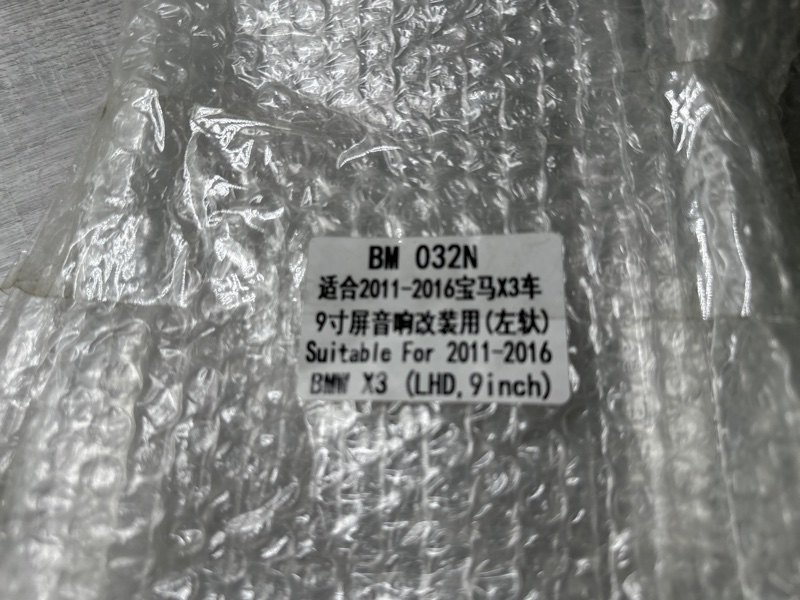 BM 032N
适合2011-2016宝马X3车
9寸屏音响改装用(左轪)
Suitable For 2011-2016
BMW X3 (LHD,9inch)